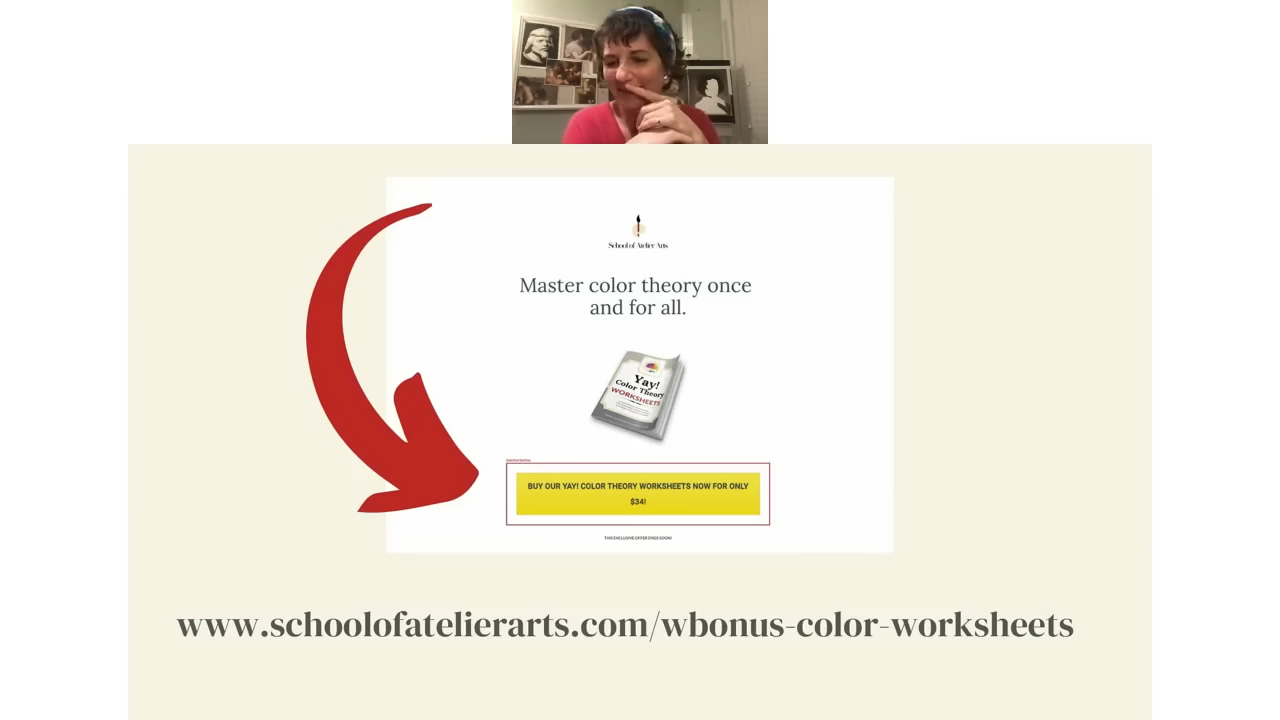 School of Atelier Arts
Master color theory once
and for all.
Yay!
Color Theory
WORKSHEETS
BUY OUR YAY! COLOR THEORY WORKSHEETS NOW FOR ONLY
$34!
THIS EXCLUSIVE OFFER ENDS SOON!
www.schoolofatelierarts.com/wbonus-color-worksheets